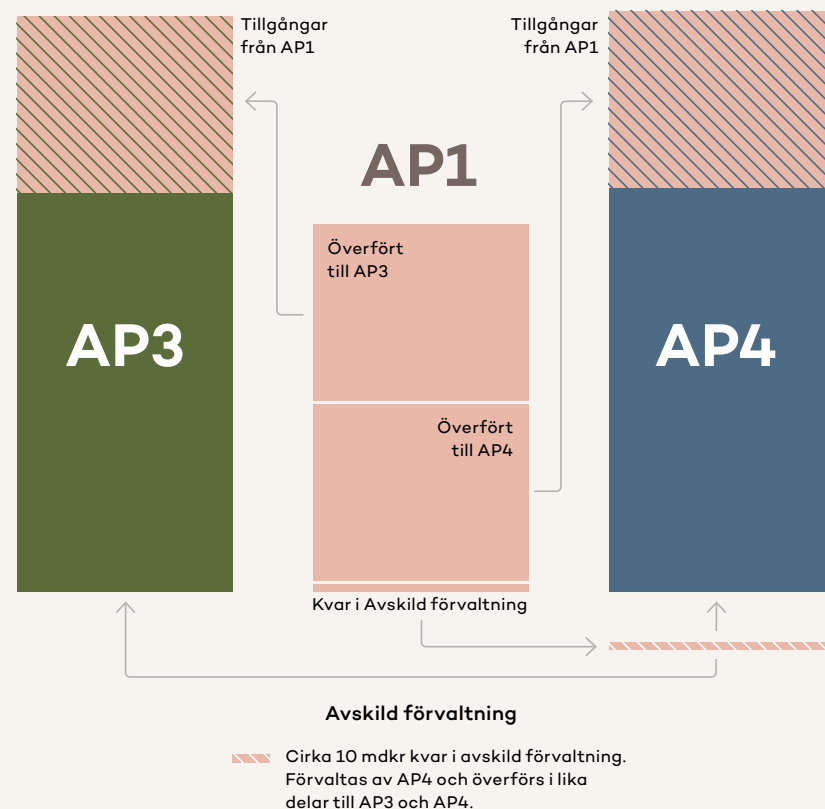 Tillgångar
från AP1
Tillgångar
från AP1
AP1
Överfört
till AP3
AP3
AP4
Överfört
till AP4
Kvar i Avskild förvaltning
Avskild förvaltning
Cirka 10 mdkr kvar i avskild förvaltning.
Förvaltas av AP4 och överförs i lika
delar till AP3 och AP4.